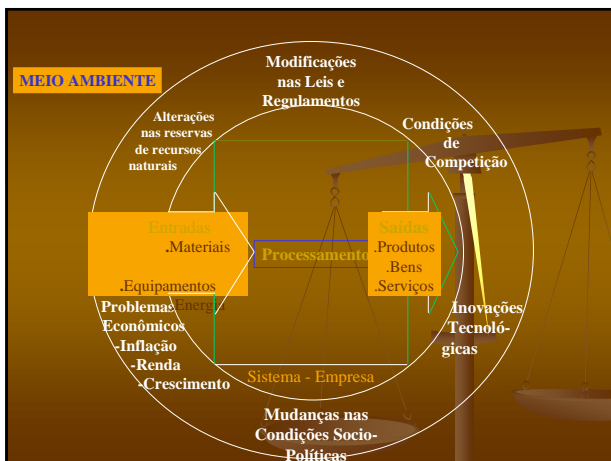 MEIO AMBIENTE
Modificações
nas Leis e
Regulamentos
Alterações
nas reservas
de recursos
naturais
Condições
de
Competição
Entradas
.Materiais
.Equipamentos
.Energia
Processamento
Saídas
.Produtos
.Bens
.Serviços
Problemas
Econômicos
-Inflação
-Renda
-Crescimento
Inovações
Tecnoló-
gicas
Sistema - Empresa
Mudanças nas
Condições Socio-
Políticas